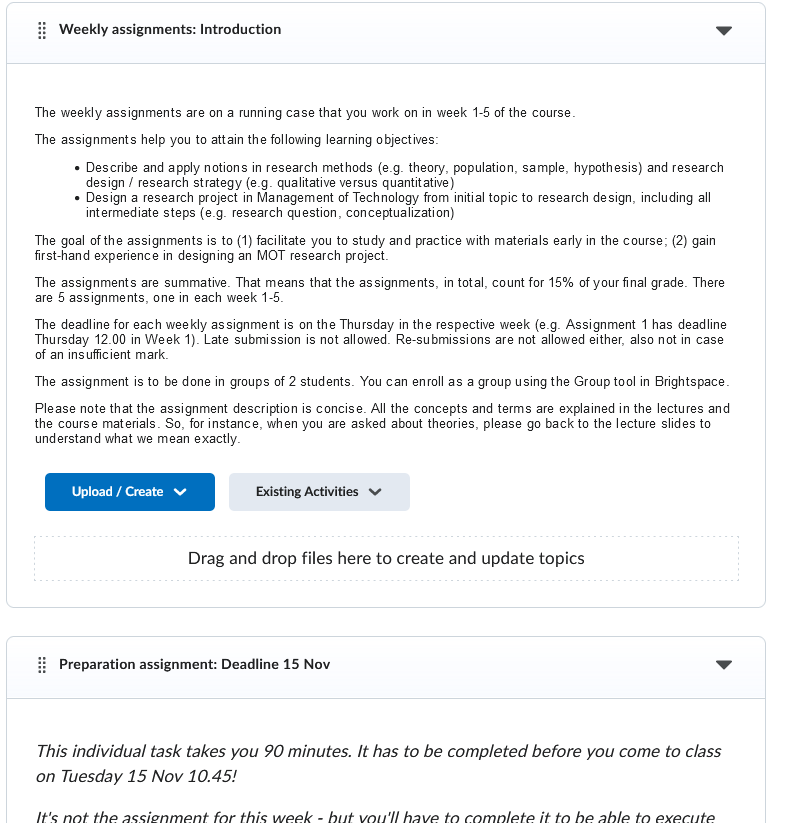 Weekly assignments: Introduction
The weekly assignments are on a running case that you work on in week 1-5 of the course.
The assignments help you to attain the following learning objectives:
• Describe and apply notions in research methods (e.g. theory, population, sample, hypothesis) and research
design / research strategy (e.g. qualitative versus quantitative)
• Design a research project in Management of Technology from initial topic to research design, including all
intermediate steps (e.g. research question, conceptualization)
The goal of the assignments is to (1) facilitate you to study and practice with materials early in the course; (2) gain
first-hand experience in designing an MOT research project.
The assignments are summative. That means that the assignments, in total, count for 15% of your final grade. There
are 5 assignments, one in each week 1-5.
The deadline for each weekly assignment is on the Thursday in the respective week (e.g. Assignment 1 has deadline
Thursday 12.00 in Week 1). Late submission is not allowed. Re-submissions are not allowed either, also not in case
of an insufficient mark.
The assignment is to be done in groups of 2 students. You can enroll as a group using the Group tool in Brightspace.
Please note that the assignment description is concise. All the concepts and terms are explained in the lectures and
the course materials. So, for instance, when you are asked about theories, please go back to the lecture slides to
understand what we mean exactly.
Upload / Create
Existing Activities
Drag and drop files here to create and update topics
Preparation assignment: Deadline 15 Nov
This individual task takes you 90 minutes. It has to be completed before you come to class
on Tuesday 15 Nov 10.45!
It's not the assignment for this week - but you'll have to complete it to be able to execute